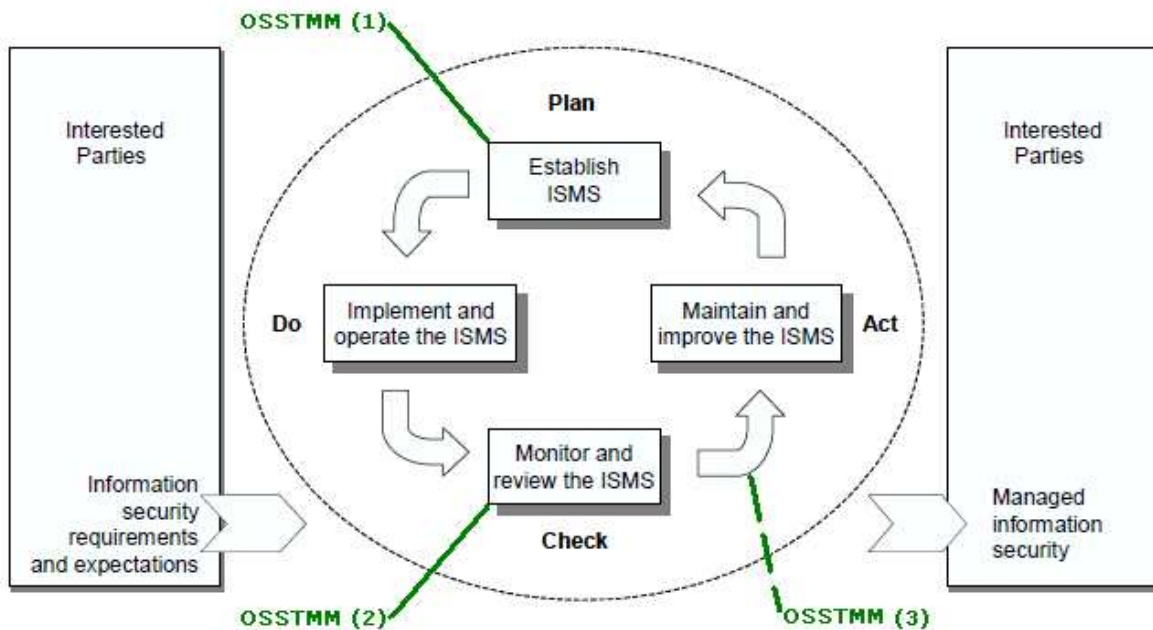 OSSTMM (1)
Interested
Parties
Information
security
requirements
and expectations
Plan
Establish
ISMS
Do
Implement and
operate the ISMS
Maintain and
improve the ISMS
Act
Monitor and
review the ISMS
Check
OSSTMM (2)
OSSTMM (3)
Interested
Parties
Managed
information
security